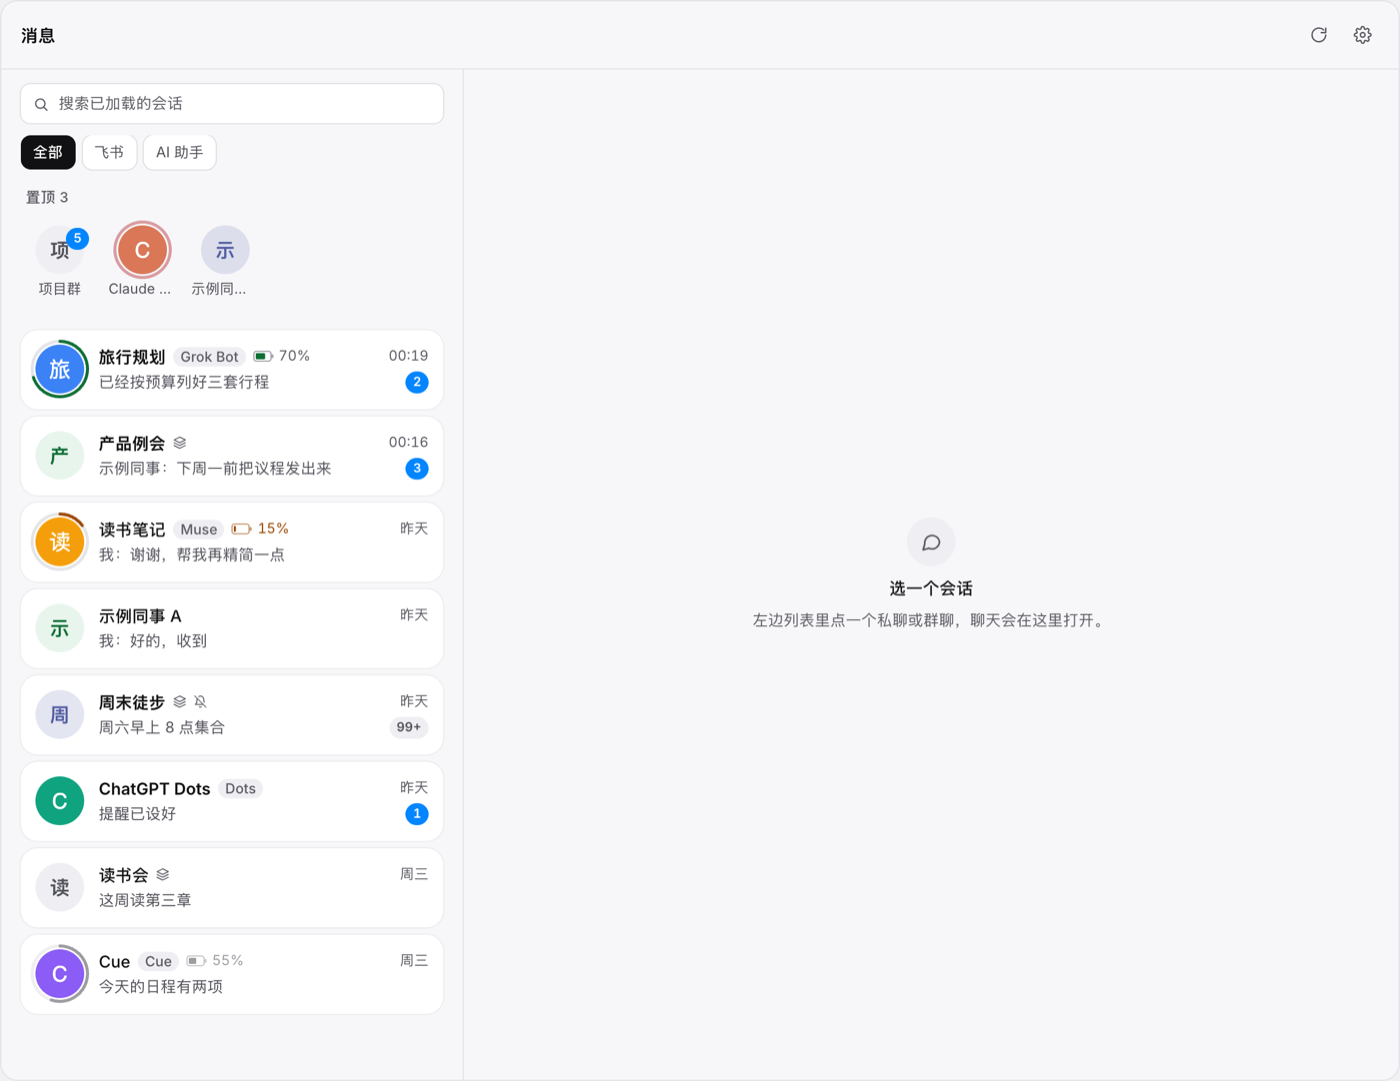 消息
搜索已加载的会话
全部 飞书 AI 助手
置顶 3
项 5 C 示
项目群 Claude ... 示例同...
旅 旅行规划 Grok Bot 70% 00:19
已经按预算列好三套行程 2
产 产品例会 00:16
示例同事：下周一前把议程发出来 3
读 读书笔记 Muse 15% 昨天
我：谢谢，帮我再精简一点
示 示例同事 A 昨天
我：好的，收到
周 周末徒步 昨天
周六早上 8 点集合 99+
C ChatGPT Dots Dots 昨天
提醒已设好 1
读 读书会 周三
这周读第三章
C Cue Cue 55% 周三
今天的日程有两项
选一个会话
左边列表里点一个私聊或群聊，聊天会在这里打开。